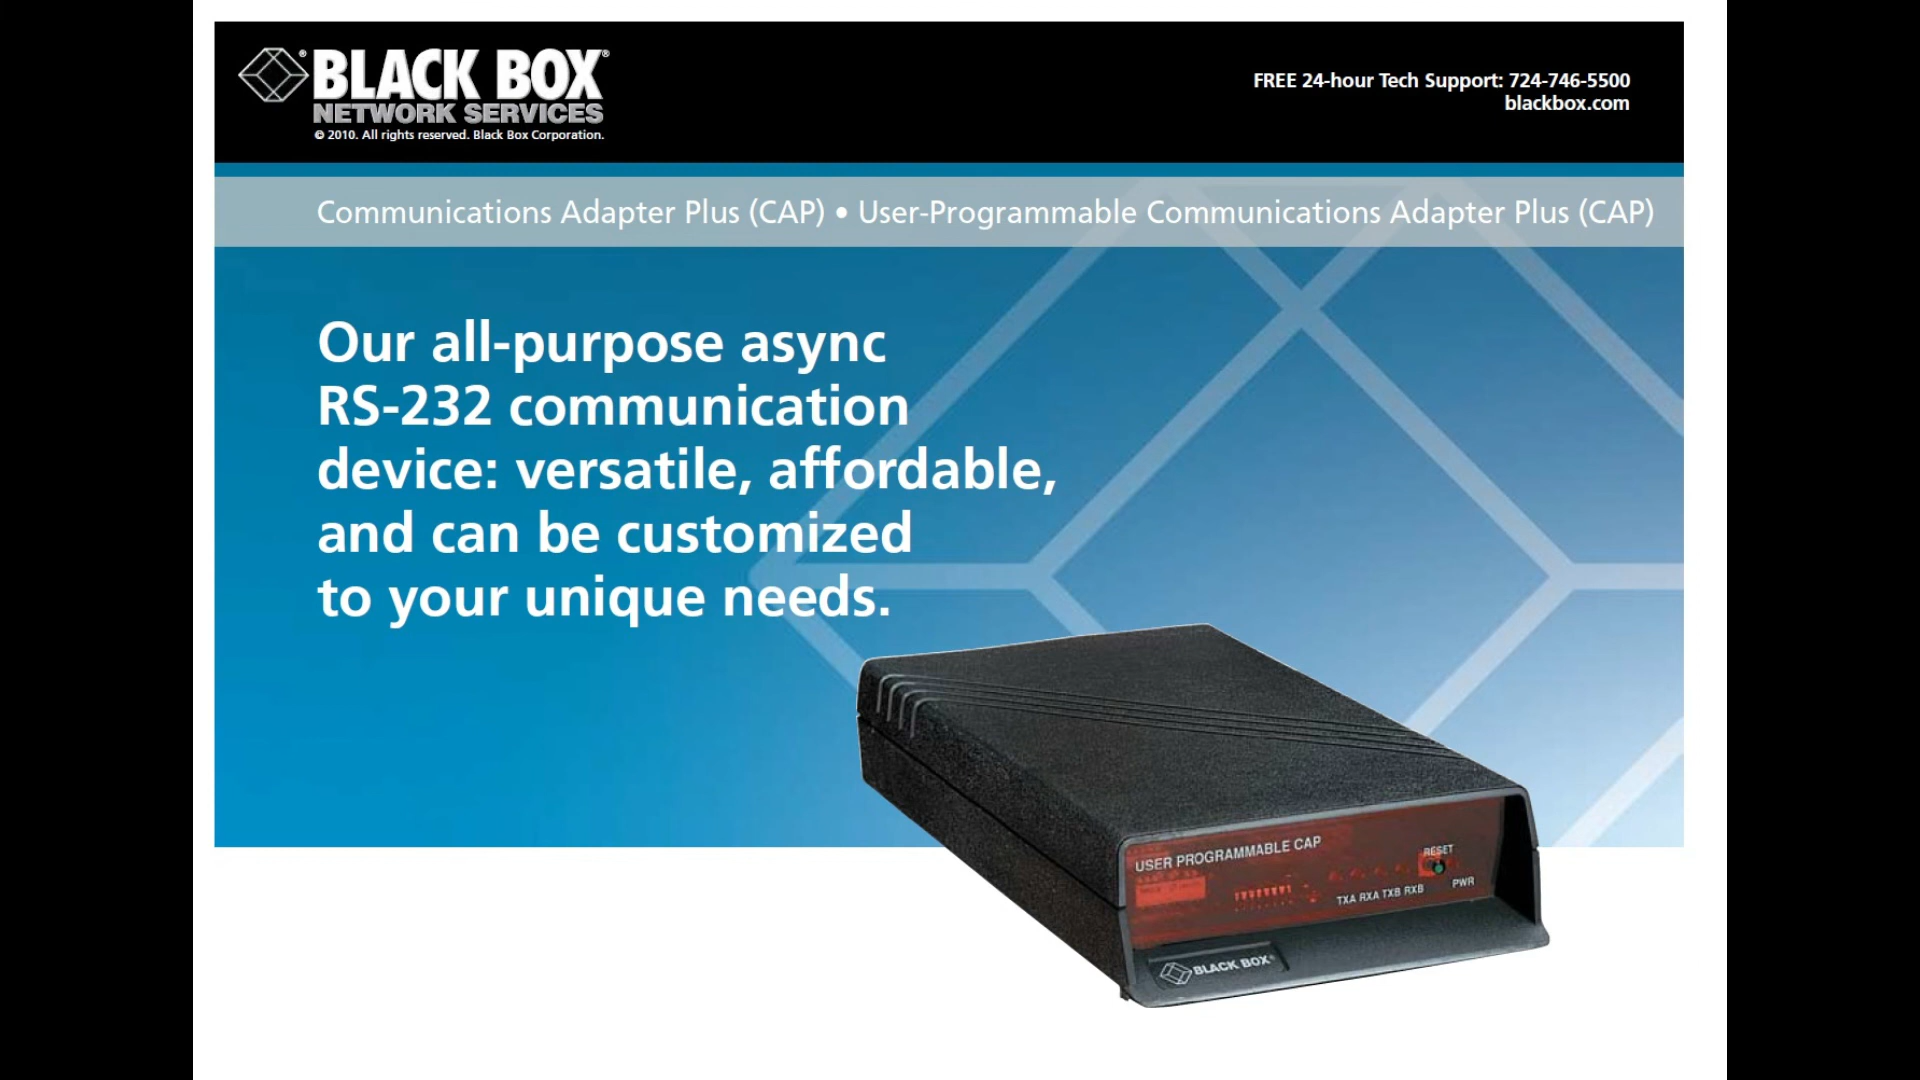 BLACK BOX®
NETWORK SERVICES
© 2010. All rights reserved. Black Box Corporation.
FREE 24-hour Tech Support: 724-746-5500
blackbox.com
Communications Adapter Plus (CAP) • User-Programmable Communications Adapter Plus (CAP)
Our all-purpose async
RS-232 communication
device: versatile, affordable,
and can be customized
to your unique needs.
USER PROGRAMMABLE CAP
RESET
TXA RXA TXB RXB
PWR
BLACK BOX®